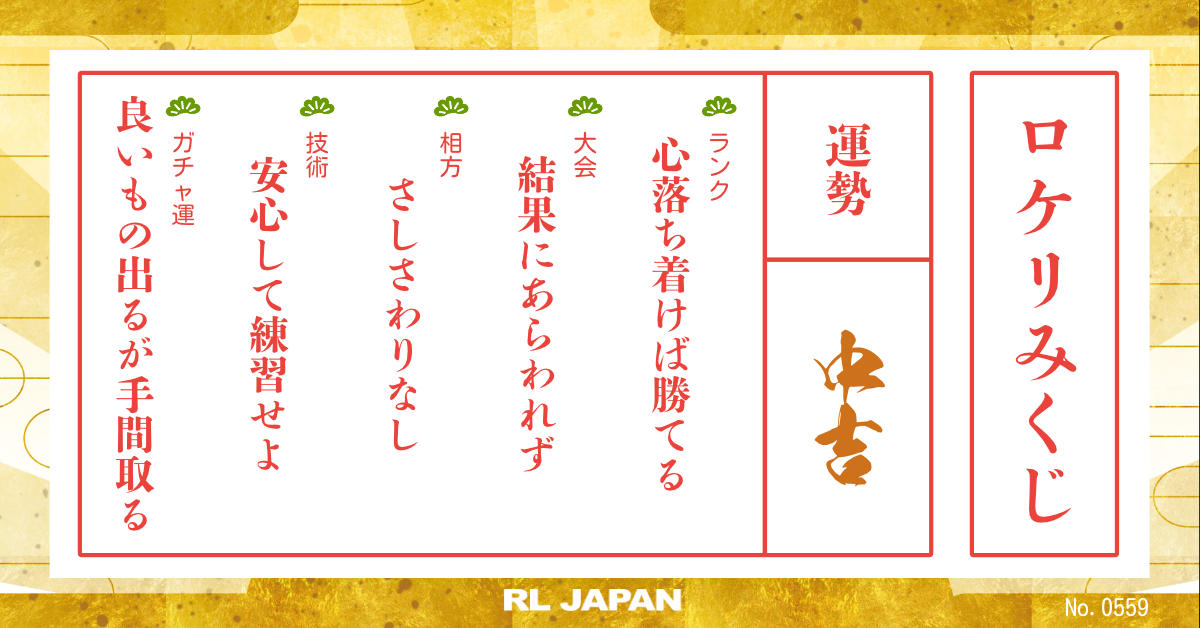 ロケリみくじ
運勢
中吉
ランク
心落ち着けば勝てる
大会
結果にあらわれず
相方
さしさわりなし
技術
安心して練習せよ
ガチャ運
良いもの出るが手間取る
RL JAPAN
No. 0559